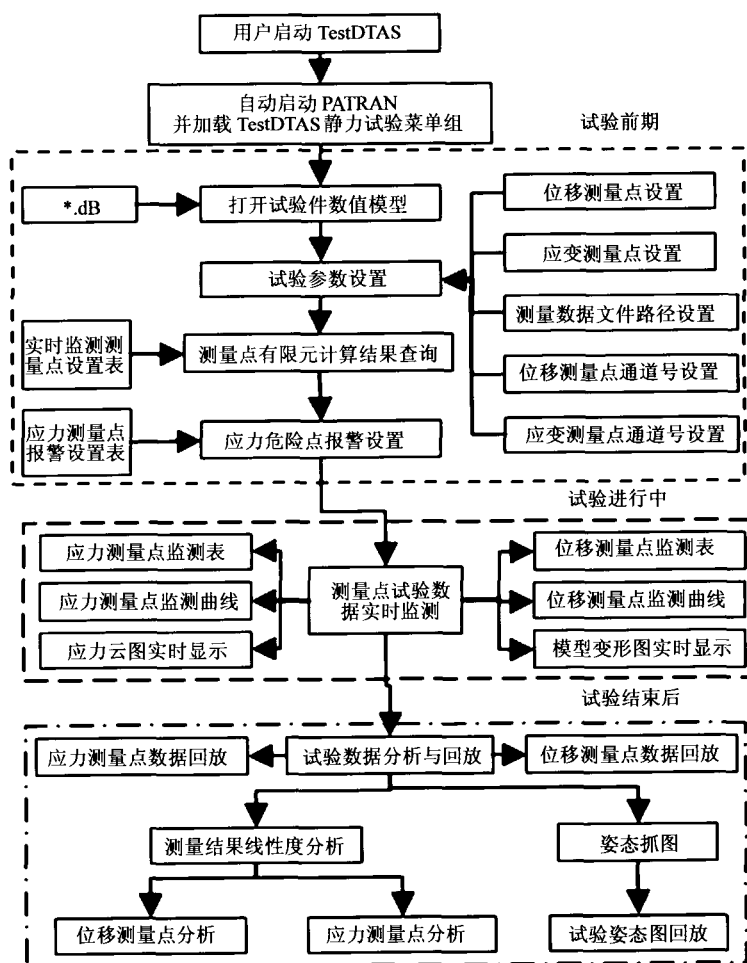 用户启动 TestDTAS
自动启动 PATRAN
并加载 TestDTAS 静力试验菜单组
试验前期
*.dB
打开试验件数值模型
位移测量点设置
试验参数设置
应变测量点设置
测量数据文件路径设置
实时监测测
量点设置表
测量点有限元计算结果查询
位移测量点通道号设置
应力测量点
报警设置表
应力危险点报警设置
应变测量点通道号设置
试验进行中
应力测量点监测表
位移测量点监测表
测量点试验数
据实时监测
应力测量点监测曲线
位移测量点监测曲线
应力云图实时显示
模型变形图实时显示
试验结束后
应力测量点数据回放
试验数据分析与回放
位移测量点数据回放
测量结果线性度分析
姿态抓图
位移测量点分析
应力测量点分析
试验姿态图回放